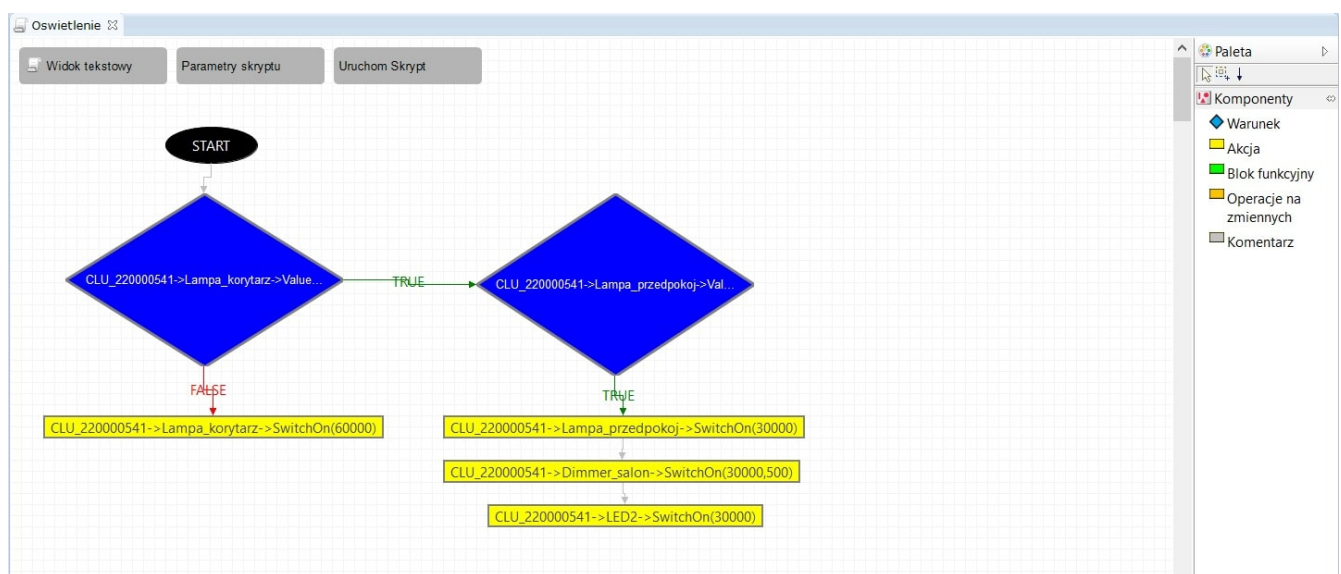 Oswietlenie
Widok tekstowy
Parametry skryptu
Uruchom Skrypt
START
CLU_220000541->Lampa_korytarz->Value...
TRUE
CLU_220000541->Lampa_przedpokoj->Val...
FALSE
TRUE
CLU_220000541->Lampa_korytarz->SwitchOn(60000)
CLU_220000541->Lampa_przedpokoj->SwitchOn(30000)
CLU_220000541->Dimmer_salon->SwitchOn(30000,500)
CLU_220000541->LED2->SwitchOn(30000)
Paleta
Komponenty
Warunek
Akcja
Blok funkcyjny
Operacje na
zmiennych
Komentarz